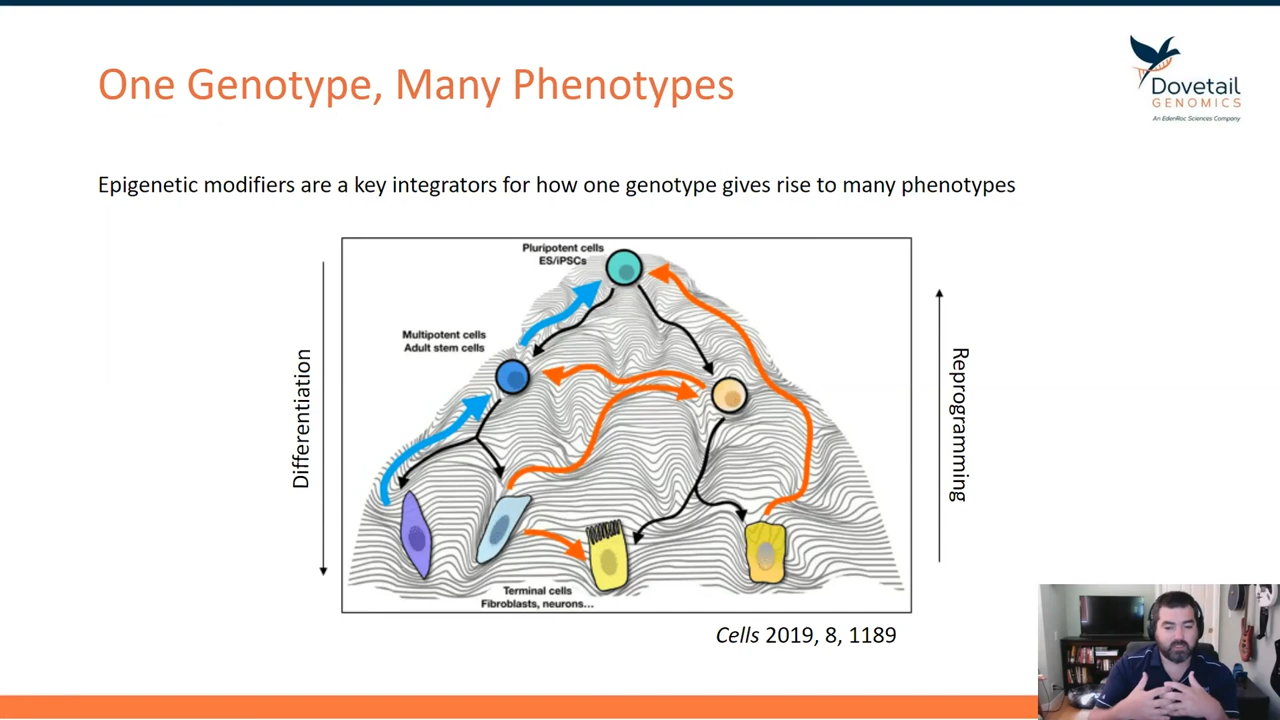 One Genotype, Many Phenotypes
Dovetail
GENOMICS
An EdenRoc Sciences Company
Epigenetic modifiers are a key integrators for how one genotype gives rise to many phenotypes
Pluripotent cells
ES/iPSCs
Multipotent cells
Adult stem cells
Differentiation
Reprogramming
Terminal cells
Fibroblasts, neurons...
Cells 2019, 8, 1189